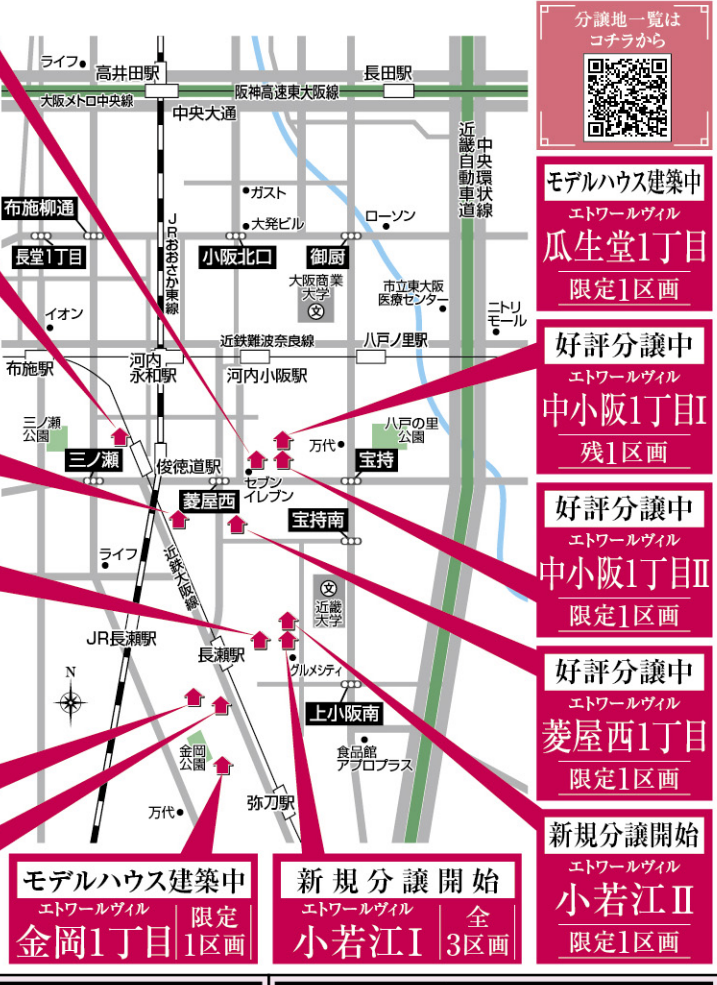 分譲地一覧は
コチラから
ライフ
高井田駅
長田駅
大阪メトロ中央線
阪神高速東大阪線
中央大通
近畿自動車道
中央環状線
ガスト
布施柳通
大発ビル
ローソン
JRおおさか東線
長堂1丁目
小阪北口
御厨
大阪商業
大学
文
市立東大阪
医療センター
イオン
ニトリ
モール
近鉄難波奈良線
八戸ノ里駅
布施駅
河内
永和駅
河内小阪駅
三ノ瀬
公園
万代
八戸の里
公園
三ノ瀬
俊徳道駅
セブン
イレブン
宝持
菱屋西
宝持南
ライフ
近鉄大阪線
文
近畿
大学
JR長瀬駅
長瀬駅
グルメシティ
N
上小阪南
金岡
公園
食品館
アプロプラス
弥刀駅
万代
モデルハウス建築中
エトワールヴィル
瓜生堂1丁目
限定1区画
好評分譲中
エトワールヴィル
中小阪1丁目I
残1区画
好評分譲中
エトワールヴィル
中小阪1丁目II
限定1区画
好評分譲中
エトワールヴィル
菱屋西1丁目
限定1区画
新規分譲開始
エトワールヴィル
小若江II
限定1区画
モデルハウス建築中
エトワールヴィル
金岡1丁目
限定
1区画
新規分譲開始
エトワールヴィル
小若江I
全
3区画